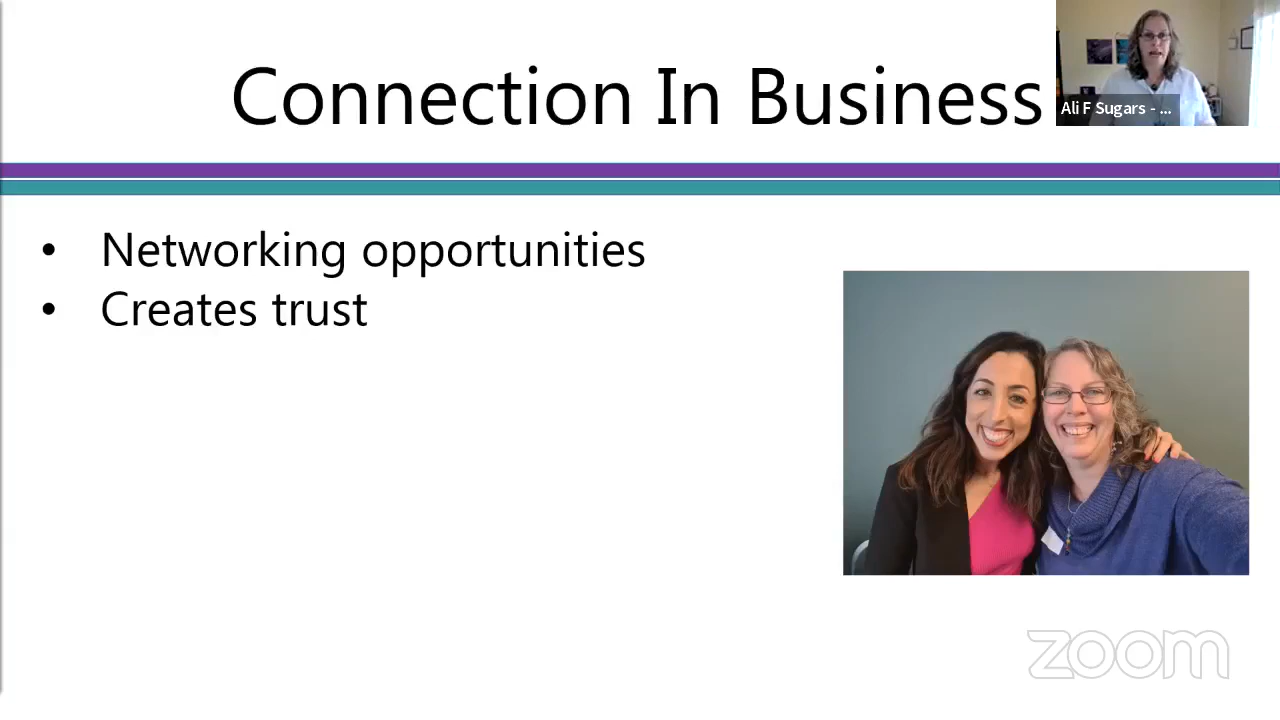 Connection In Business
Ali F Sugars - ...
• Networking opportunities
• Creates trust
zoom